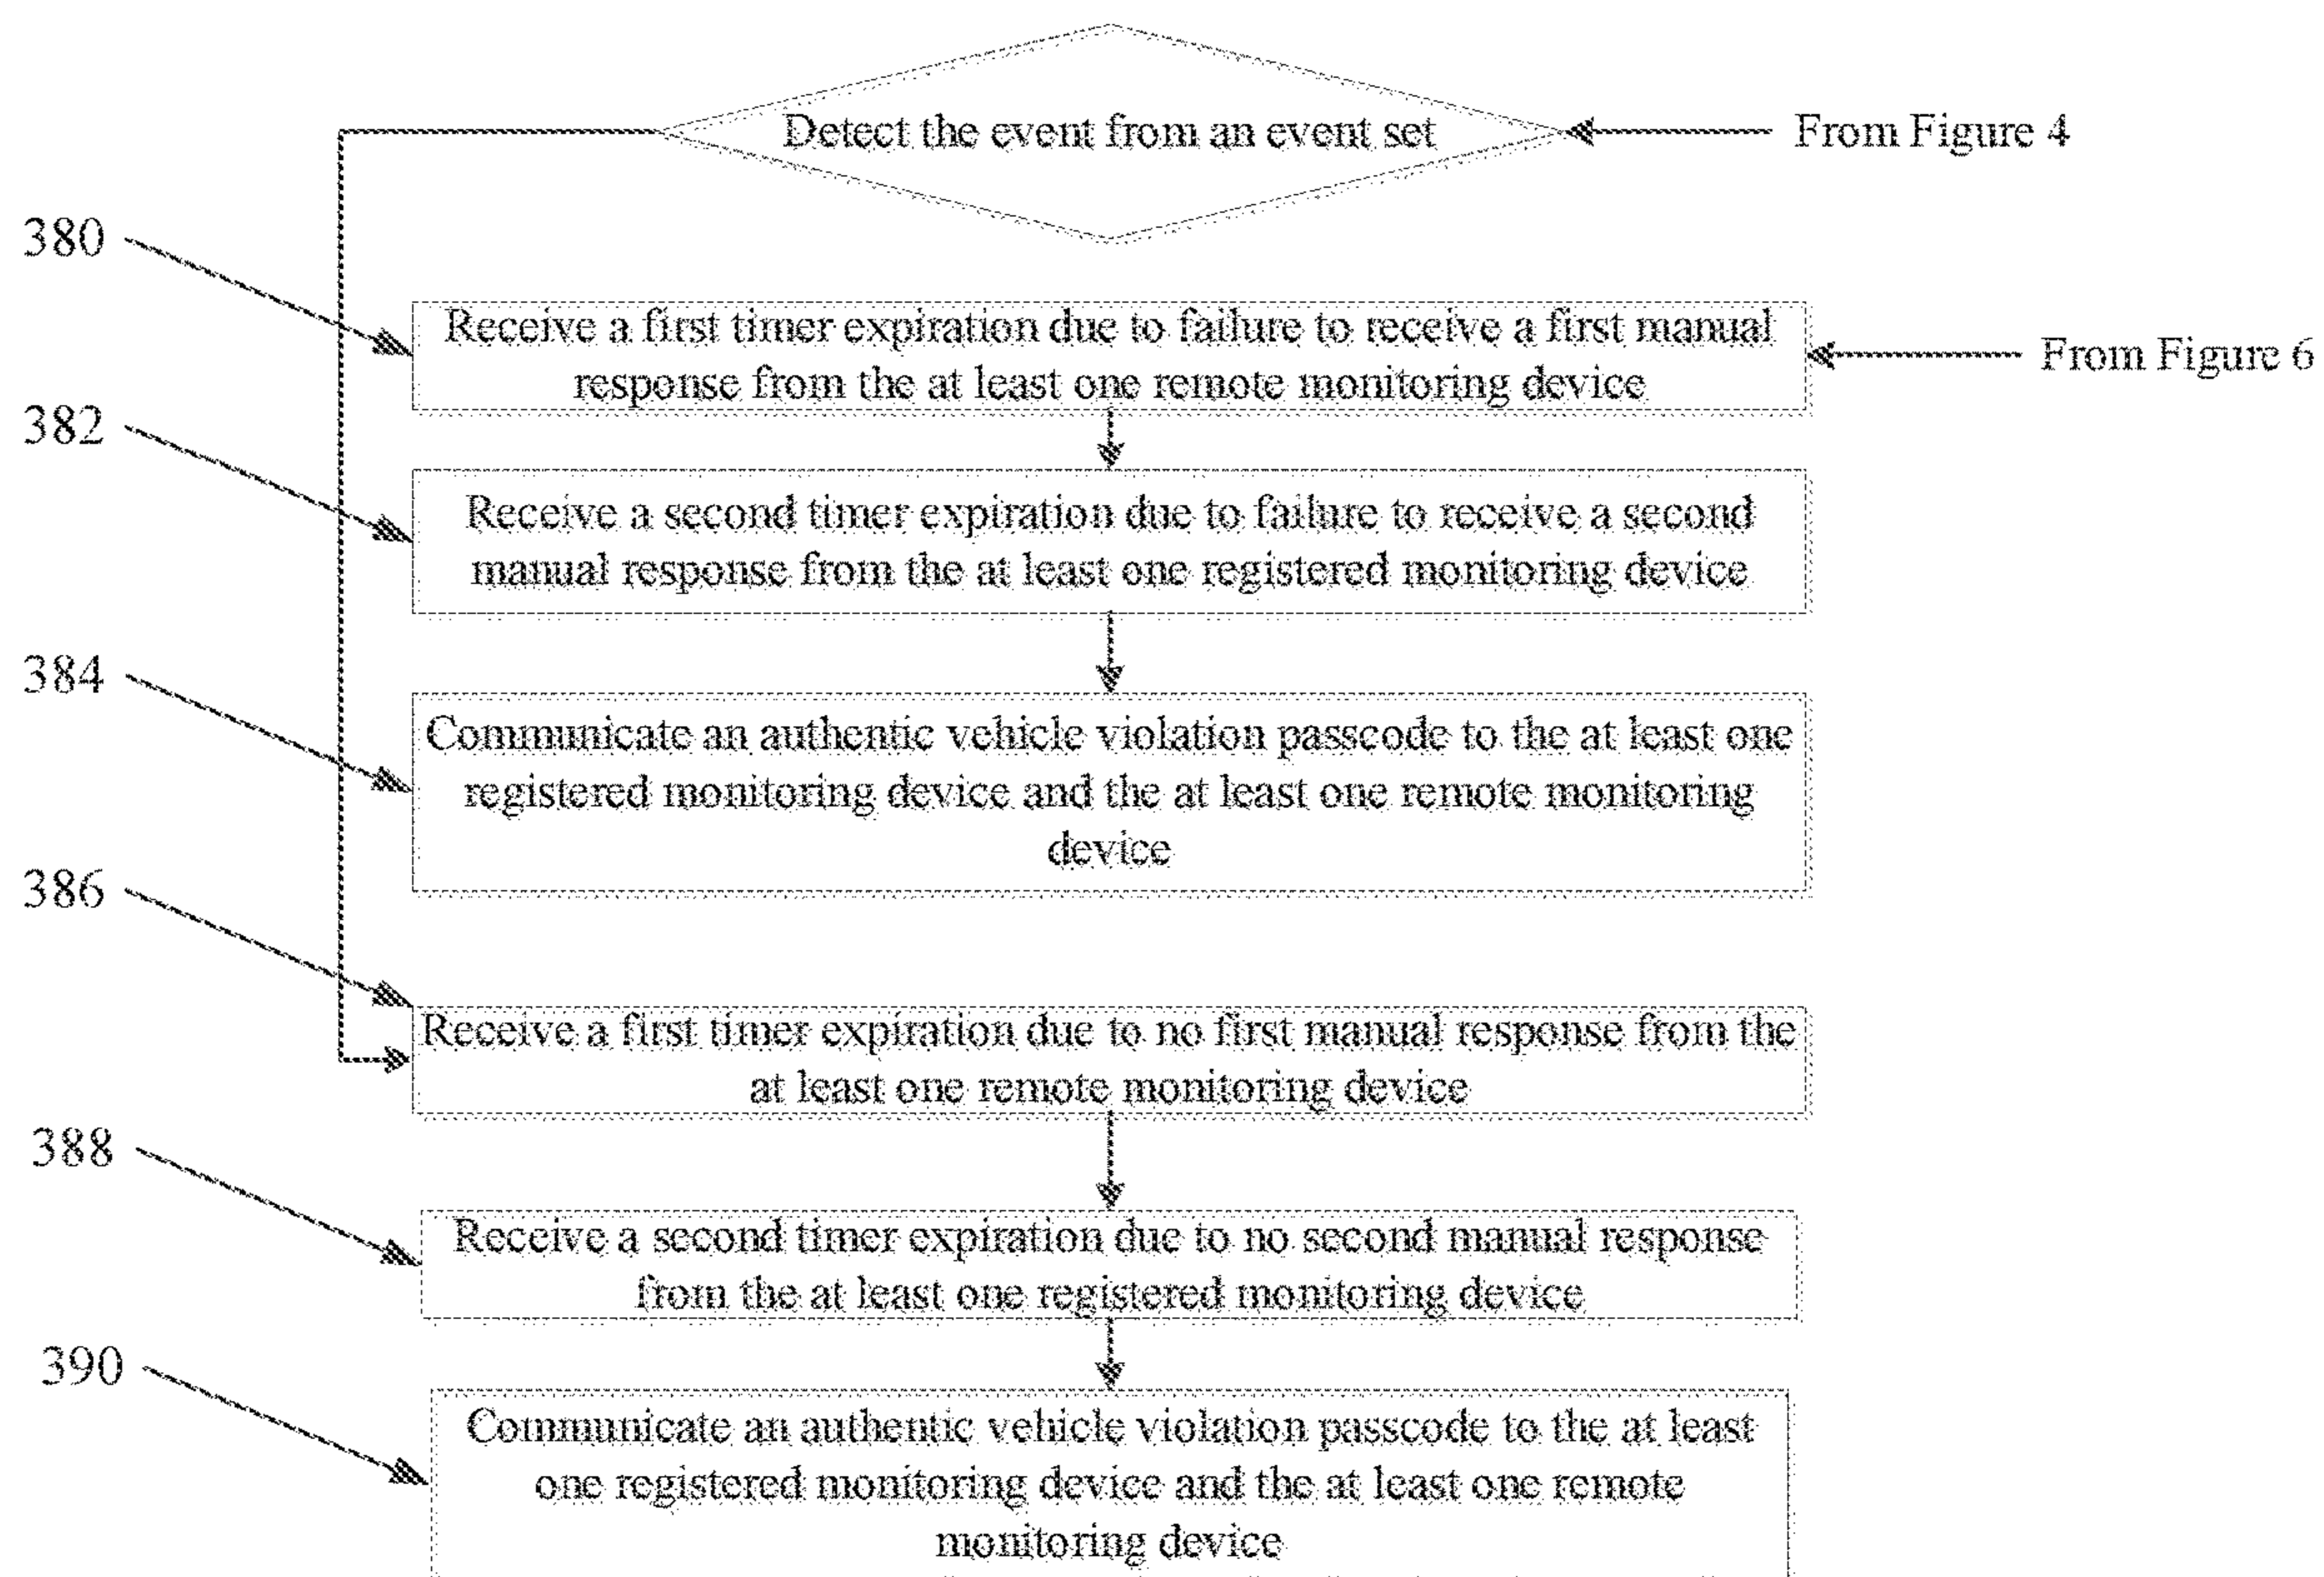 Detect the event from an event set
From Figure 4
380
Receive a first timer expiration due to failure to receive a first manual
response from the at least one remote monitoring device
From Figure 6
382
Receive a second timer expiration due to failure to receive a second
manual response from the at least one registered monitoring device
384
Communicate an authentic vehicle violation passcode to the at least one
registered monitoring device and the at least one remote monitoring
device
386
Receive a first timer expiration due to no first manual response from the
at least one remote monitoring device
388
Receive a second timer expiration due to no second manual response
from the at least one registered monitoring device
390
Communicate an authentic vehicle violation passcode to the at least
one registered monitoring device and the at least one remote
monitoring device